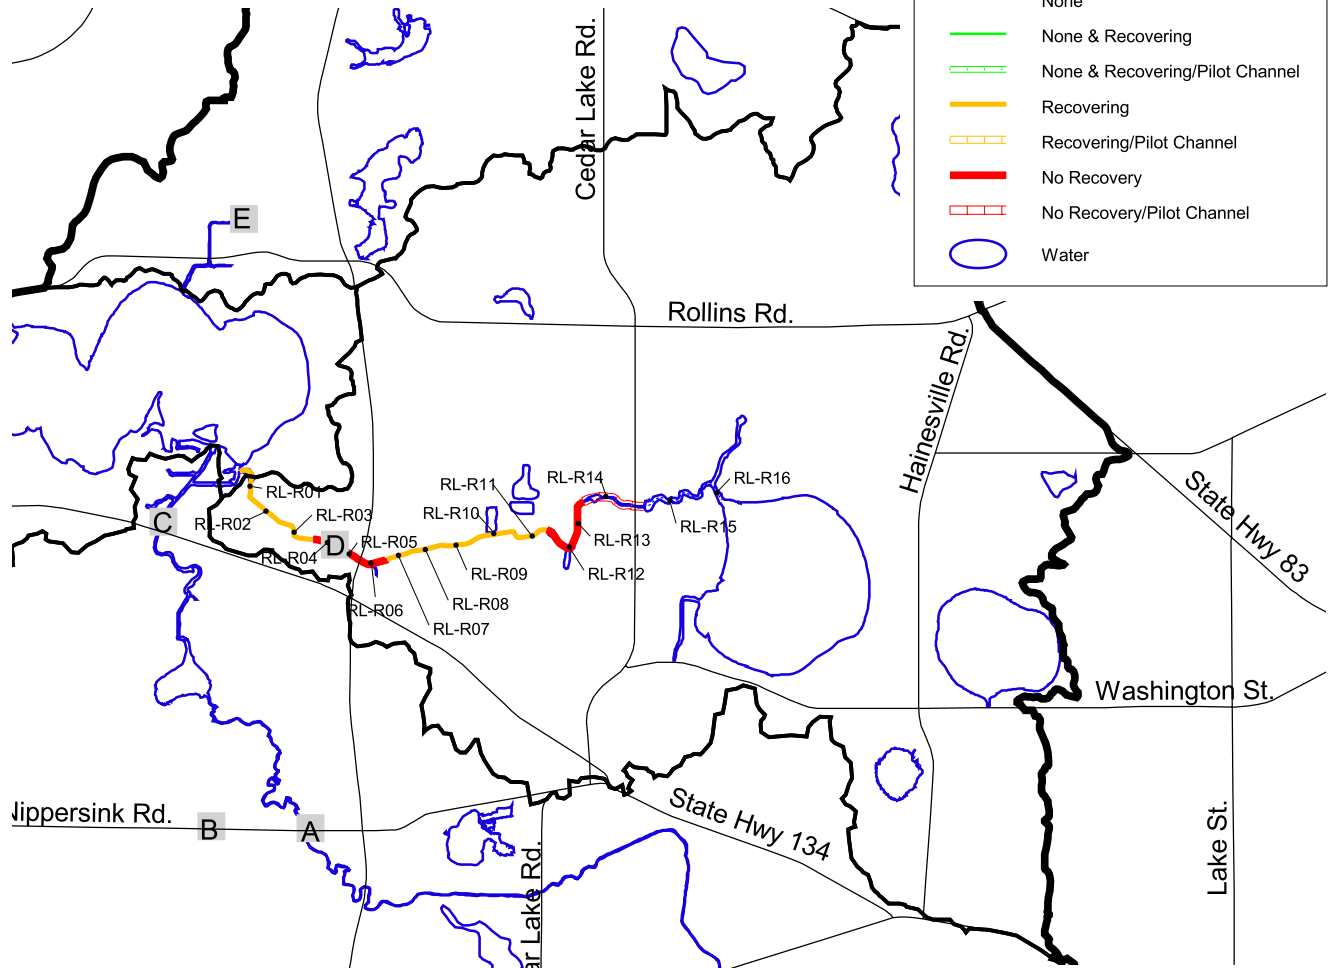 None
None & Recovering
None & Recovering/Pilot Channel
Recovering
Recovering/Pilot Channel
No Recovery
No Recovery/Pilot Channel
Water
Cedar Lake Rd.
E
Rollins Rd.
Hainesville Rd.
State Hwy 83
RL-R01
RL-R02
RL-R03
RL-R04
C
D
RL-R05
RL-R06
RL-R07
RL-R08
RL-R09
RL-R10
RL-R11
RL-R12
RL-R13
RL-R14
RL-R15
RL-R16
Washington St.
Nippersink Rd.
B
A
State Hwy 134
ar Lake Rd.
Lake St.